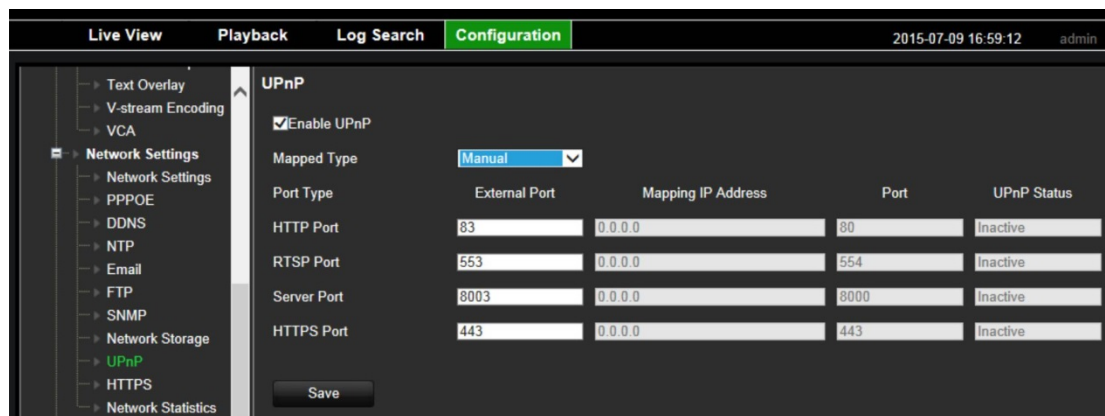 Live View Playback Log Search Configuration 2015-07-09 16:59:12 admin
Text Overlay
V-stream Encoding
VCA
Network Settings
Network Settings
PPPOE
DDNS
NTP
Email
FTP
SNMP
Network Storage
UPnP
HTTPS
Network Statistics
UPnP
Enable UPnP
Mapped Type Manual
Port Type External Port Mapping IP Address Port UPnP Status
HTTP Port 83 0.0.0.0 80 Inactive
RTSP Port 553 0.0.0.0 554 Inactive
Server Port 8003 0.0.0.0 8000 Inactive
HTTPS Port 443 0.0.0.0 443 Inactive
Save